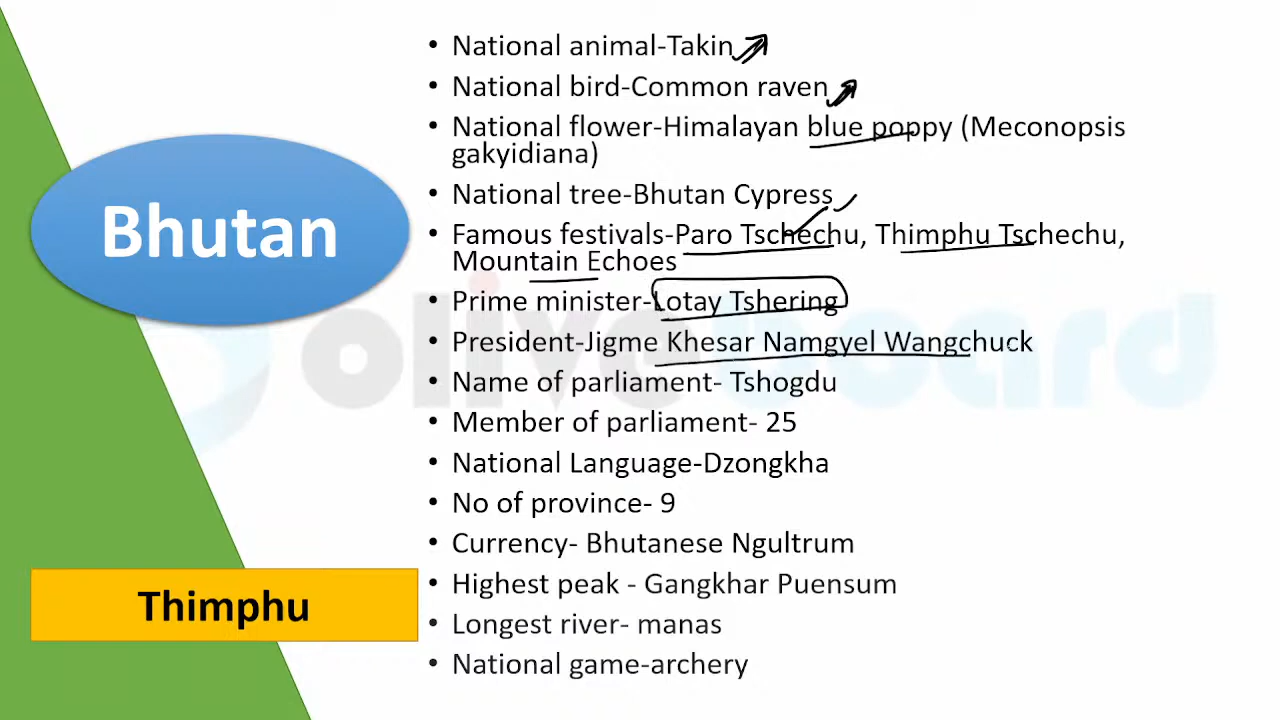 Bhutan
Thimphu
• National animal-Takin
• National bird-Common raven
• National flower-Himalayan blue poppy (Meconopsis
gakyidiana)
• National tree-Bhutan Cypress
• Famous festivals-Paro Tschechu, Thimphu Tschechu,
Mountain Echoes
• Prime minister-Lotay Tshering
• President-Jigme Khesar Namgyel Wangchuck
• Name of parliament- Tshogdu
• Member of parliament- 25
• National Language-Dzongkha
• No of province- 9
• Currency- Bhutanese Ngultrum
• Highest peak - Gangkhar Puensum
• Longest river- manas
• National game-archery
oliveboard